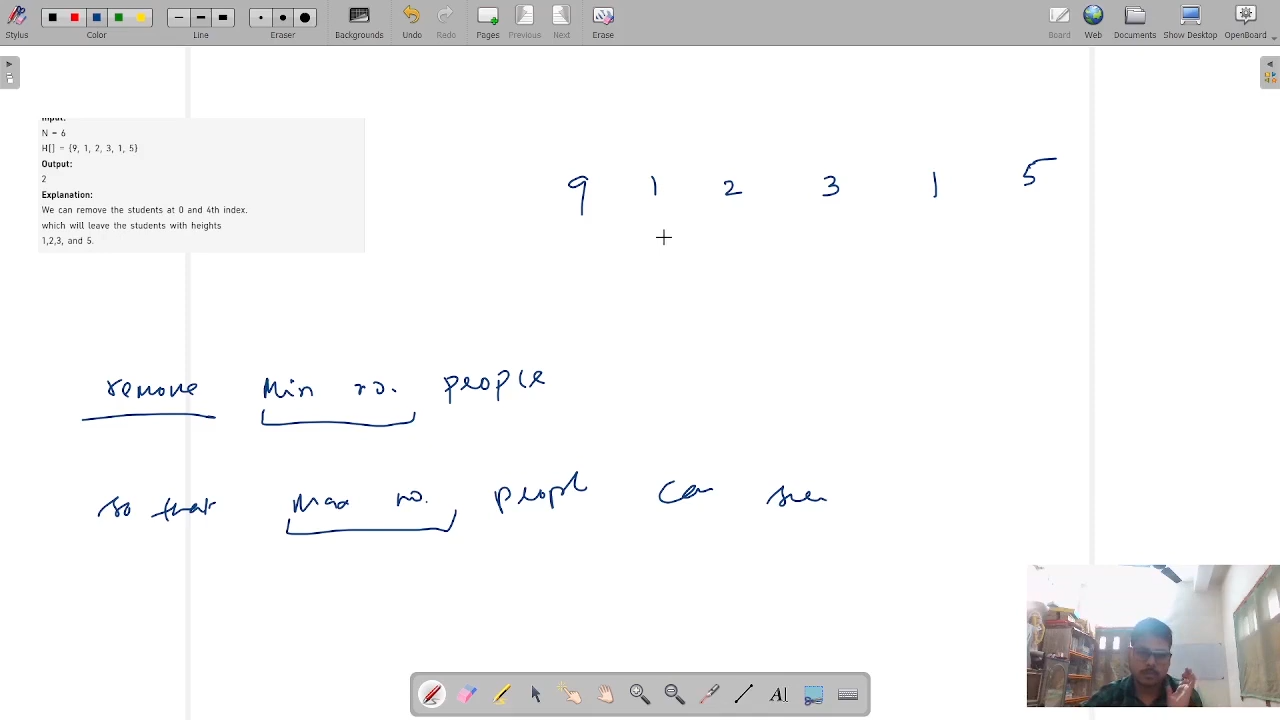 Stylus Color Line Eraser Backgrounds Undo Redo Pages Previous Next Erase Board Web Documents Show Desktop OpenBoard
Input:
N = 6
H[] = {9, 1, 2, 3, 1, 5}
Output:
2
Explanation:
We can remove the students at 0 and 4th index.
which will leave the students with heights
1,2,3, and 5.
9 1 2 3 1 5
remove Min no. people
so that Max no. people can see